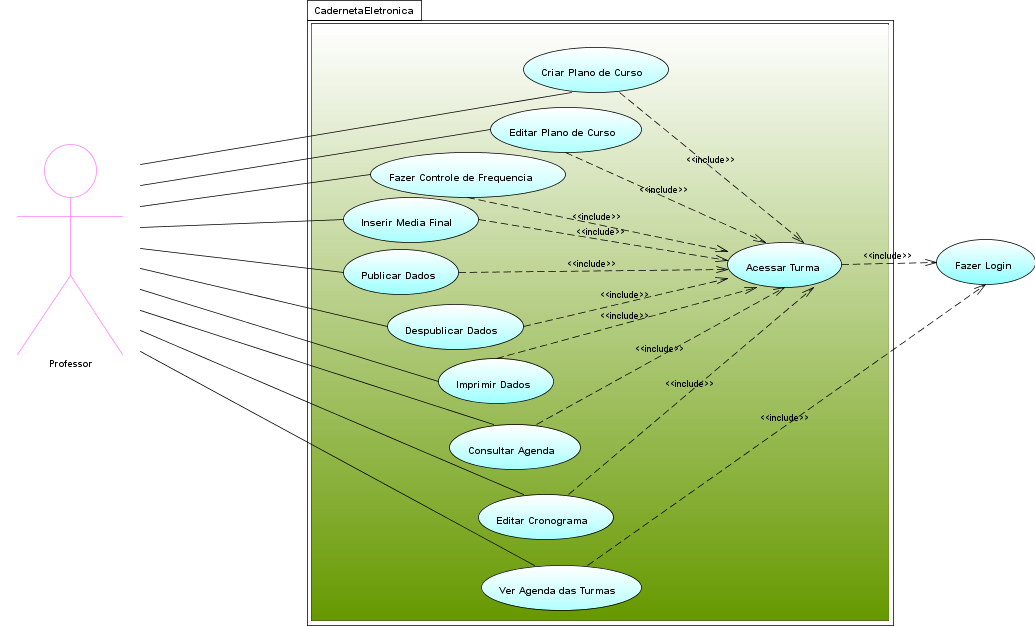 CadernetaEletronica
Criar Plano de Curso
Editar Plano de Curso
<<include>>
Fazer Controle de Frequencia
<<include>>
Inserir Media Final
<<include>>
<<include>>
Publicar Dados
<<include>>
Acessar Turma
<<include>>
Fazer Login
Despublicar Dados
<<include>>
<<include>>
Professor
Imprimir Dados
<<include>>
Consultar Agenda
<<include>>
<<include>>
Editar Cronograma
Ver Agenda das Turmas